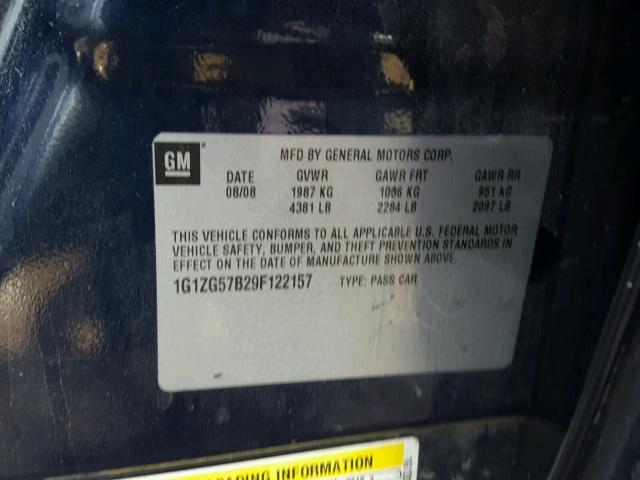 GM
MFD BY GENERAL MOTORS CORP.
DATE GVWR GAWR FRT GAWR RR
08/08 1987 KG 1036 KG 951 KG
4381 LB 2284 LB 2097 LB
THIS VEHICLE CONFORMS TO ALL APPLICABLE U.S. FEDERAL MOTOR
VEHICLE SAFETY, BUMPER, AND THEFT PREVENTION STANDARDS IN
EFFECT ON THE DATE OF MANUFACTURE SHOWN ABOVE.
1G1ZG57B29F122157 TYPE: PASS CAR
LOADING INFORMATION